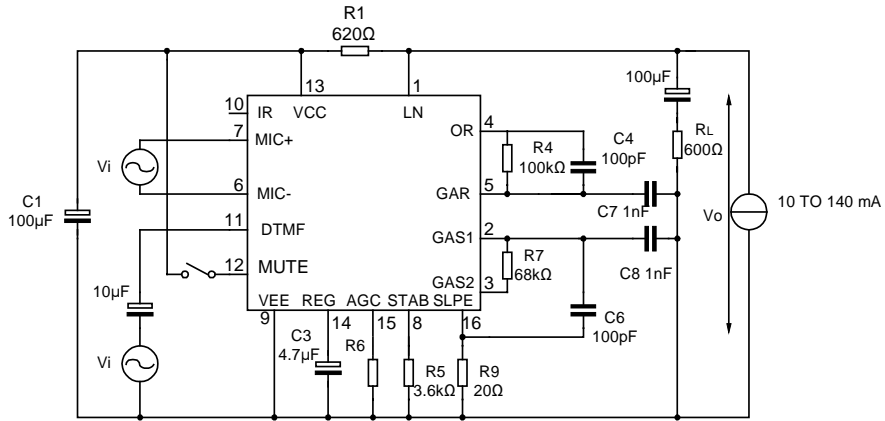 R1
620Ω
13
1
VCC
LN
10
IR
7
MIC+
Vi
6
MIC-
11
DTMF
12
MUTE
C1
100µF
10µF
Vi
OR
4
R4
100kΩ
C4
100pF
GAR
5
C7 1nF
GAS1
2
R7
68kΩ
C8 1nF
GAS2
3
C6
100pF
100µF
RL
600Ω
Vo
10 TO 140 mA
VEE
REG
AGC
STAB
SLPE
9
14
15
8
16
C3
4.7µF
R6
R5
3.6kΩ
R9
20Ω